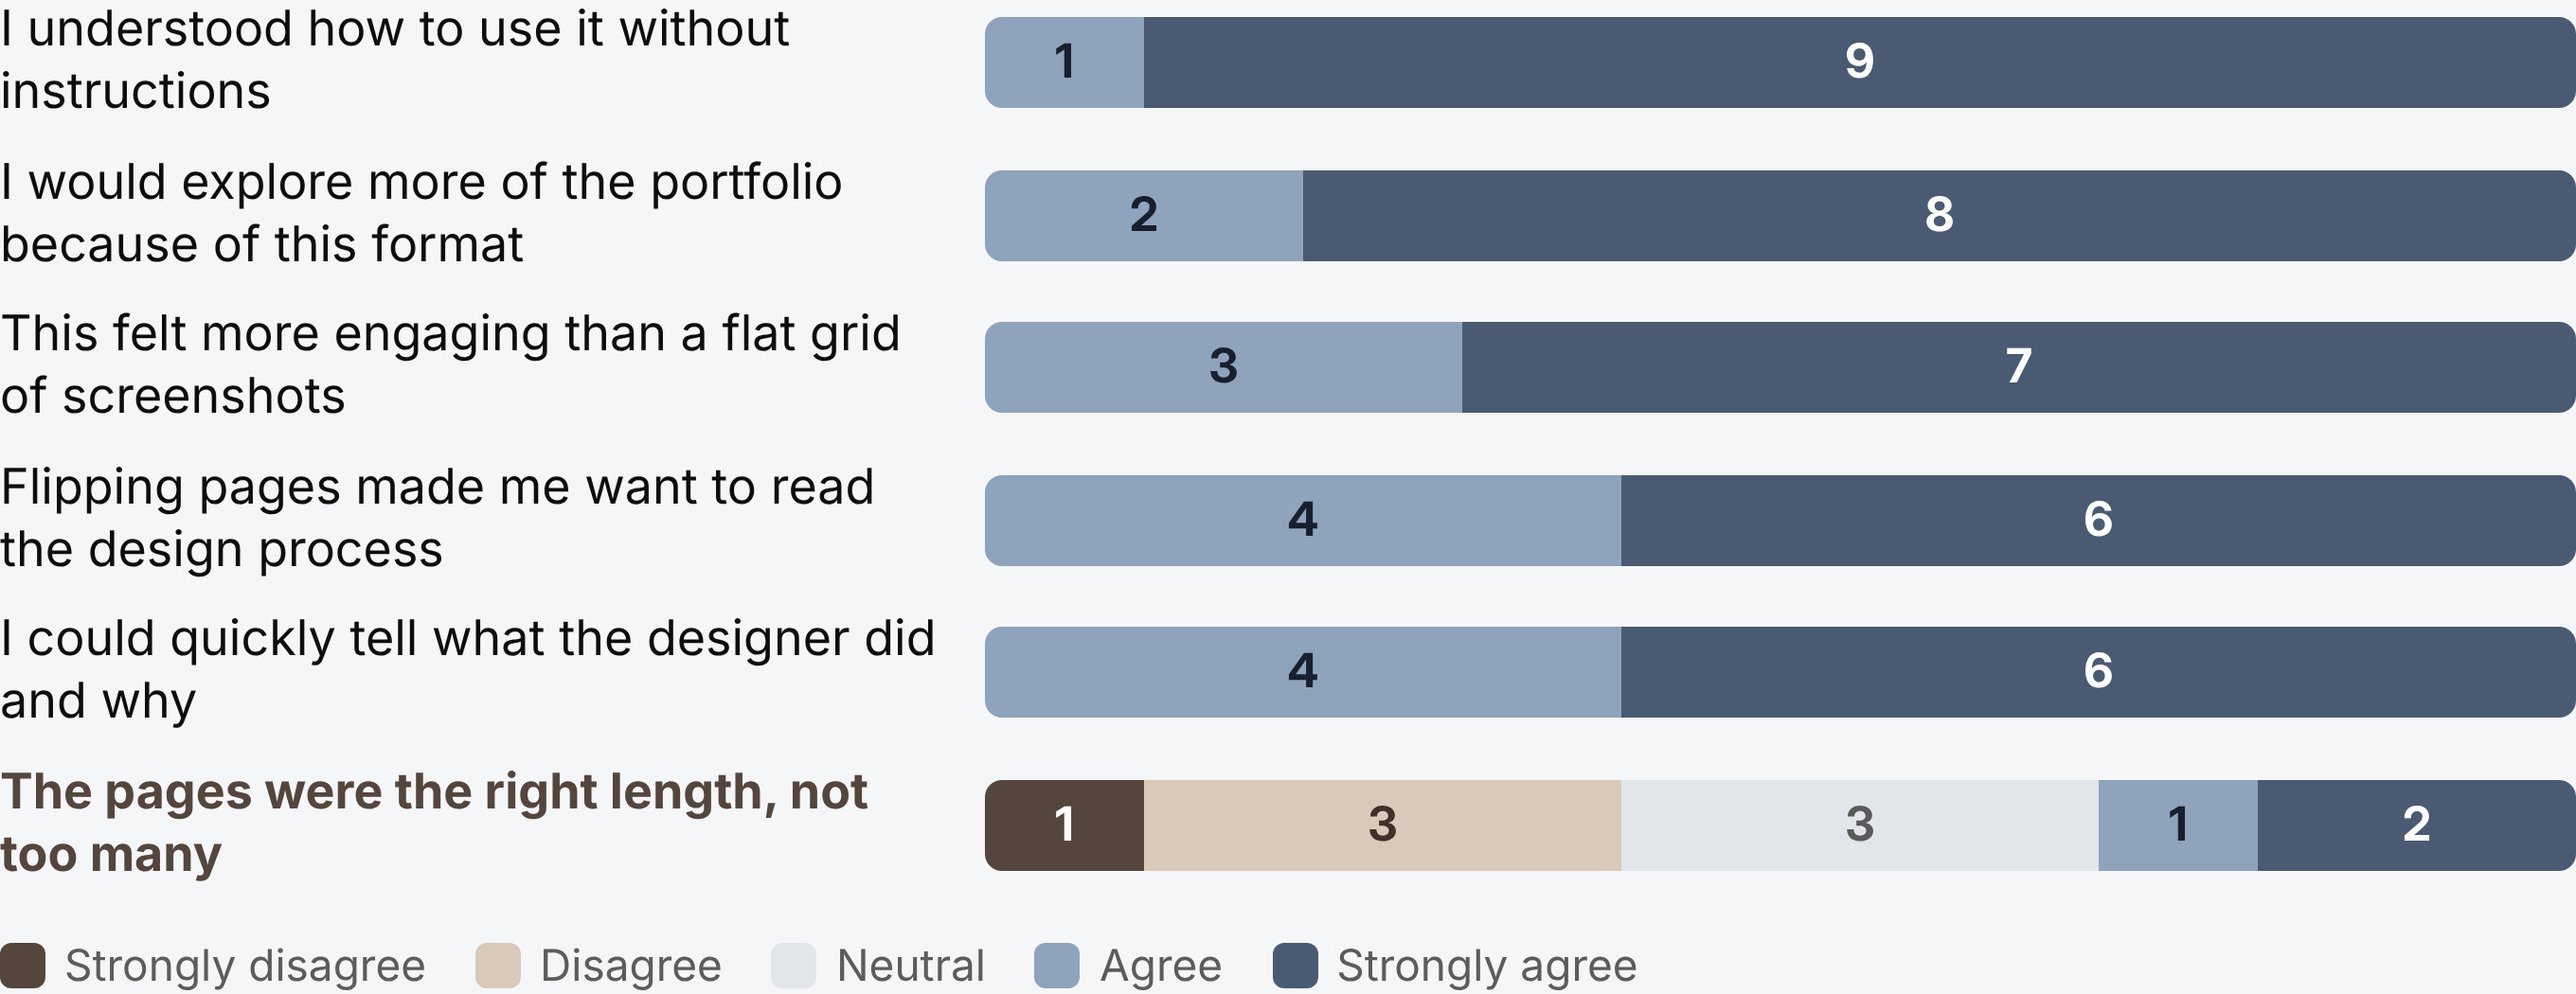 I understood how to use it without
instructions
1 9
I would explore more of the portfolio
because of this format
2 8
This felt more engaging than a flat grid
of screenshots
3 7
Flipping pages made me want to read
the design process
4 6
I could quickly tell what the designer did
and why
4 6
The pages were the right length, not
too many
1 3 3 1 2
Strongly disagree Disagree Neutral Agree Strongly agree